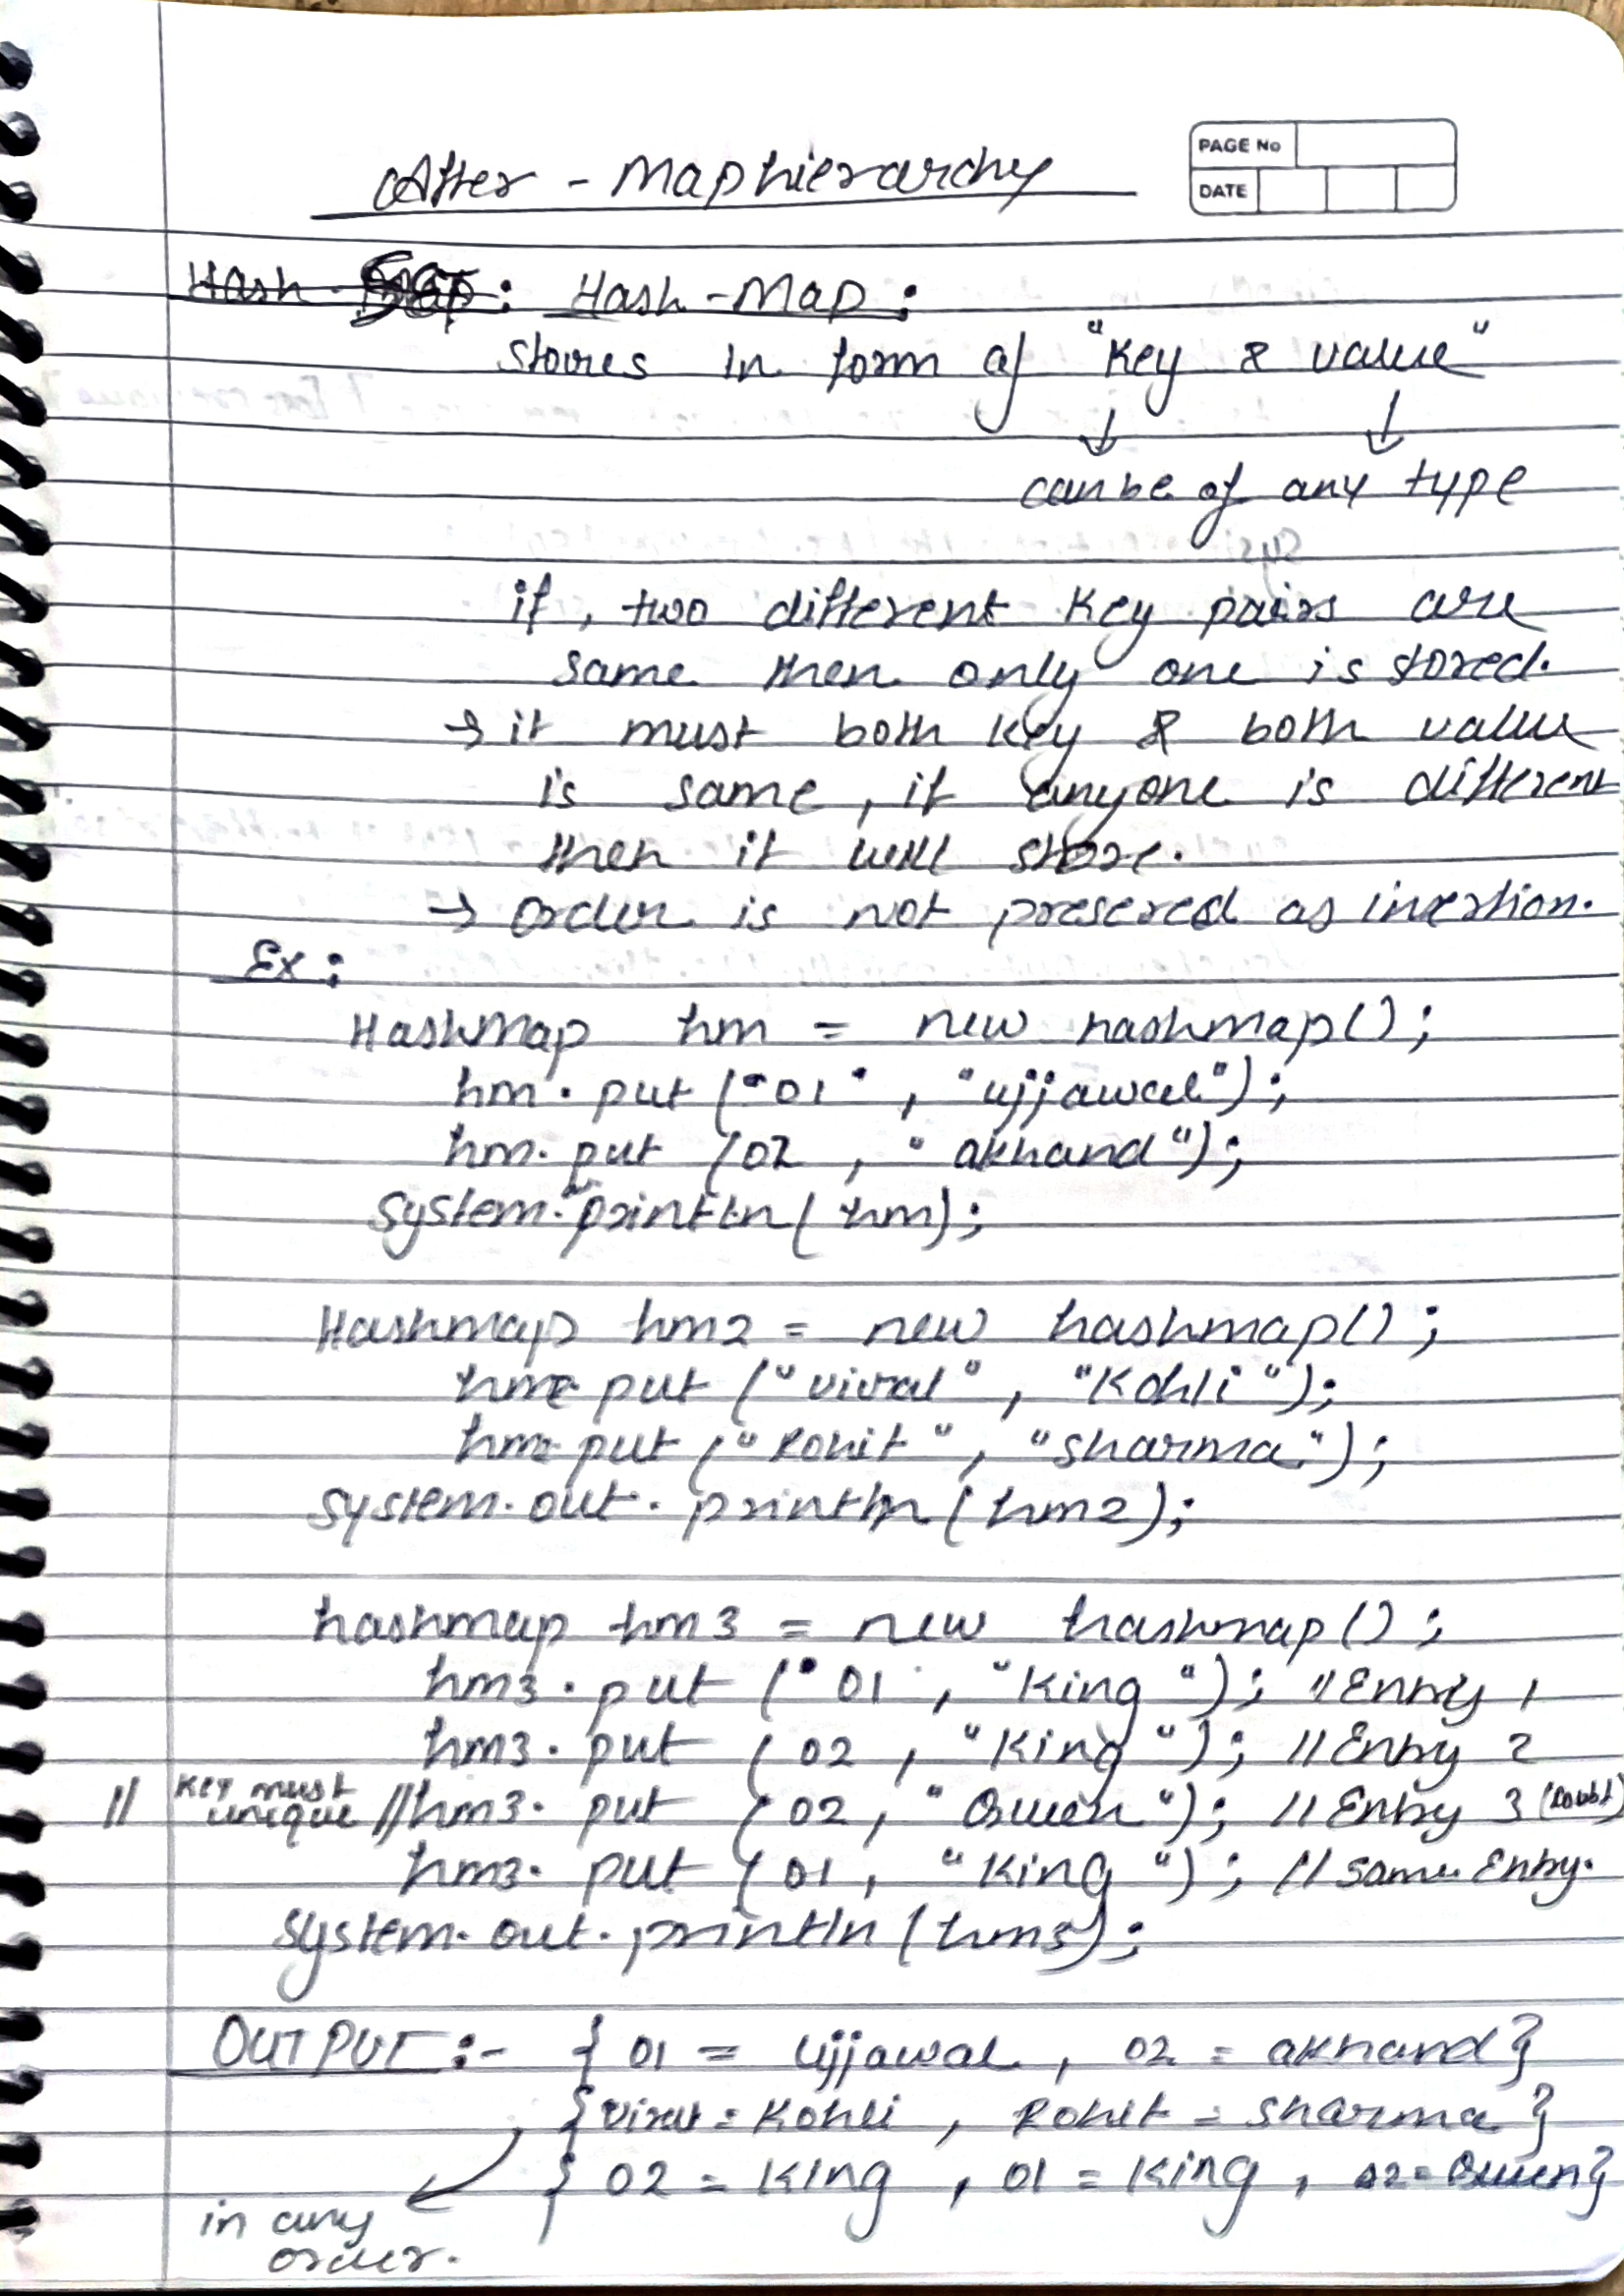 After - Map hierarchy
PAGE No
DATE
Hash - Map : Hash - Map :
stores in form of "Key & value"
↓ ↓
can be of any type
if, two different key pairs are
same then only one is stored.
→ it must both key & both value
is same, if anyone is different
then it will store.
→ Order is not presered as insertion.
Ex :
HashMap hm = new hashmap();
hm. put ("01" , "ujjawal");
hm. put (02 , "akhand");
System. println( hm);
Hashmap hm2 = new hashmap();
hm2 put ("virat" , "Kohli");
hm2 put ("Rohit" , "sharma");
System.out. println (hm2);
hashmap hm3 = new hashmap();
hm3. put (" 01 , "King "); // Entry 1
hm3. put ( 02 , "King "); // Entry 2
// Key must unique // hm3. put ( 02, "Queen"); // Entry 3 (Doubt)
hm3. put ( 01 , "King "); // same Entry.
System. out. println (hm3);
OUTPUT :- { 01 = ujjawal , 02 = akhand}
{virat = Kohli , Rohit = sharma }
{ 02 = King , 01 = King , 02 = Queen}
in any
order.